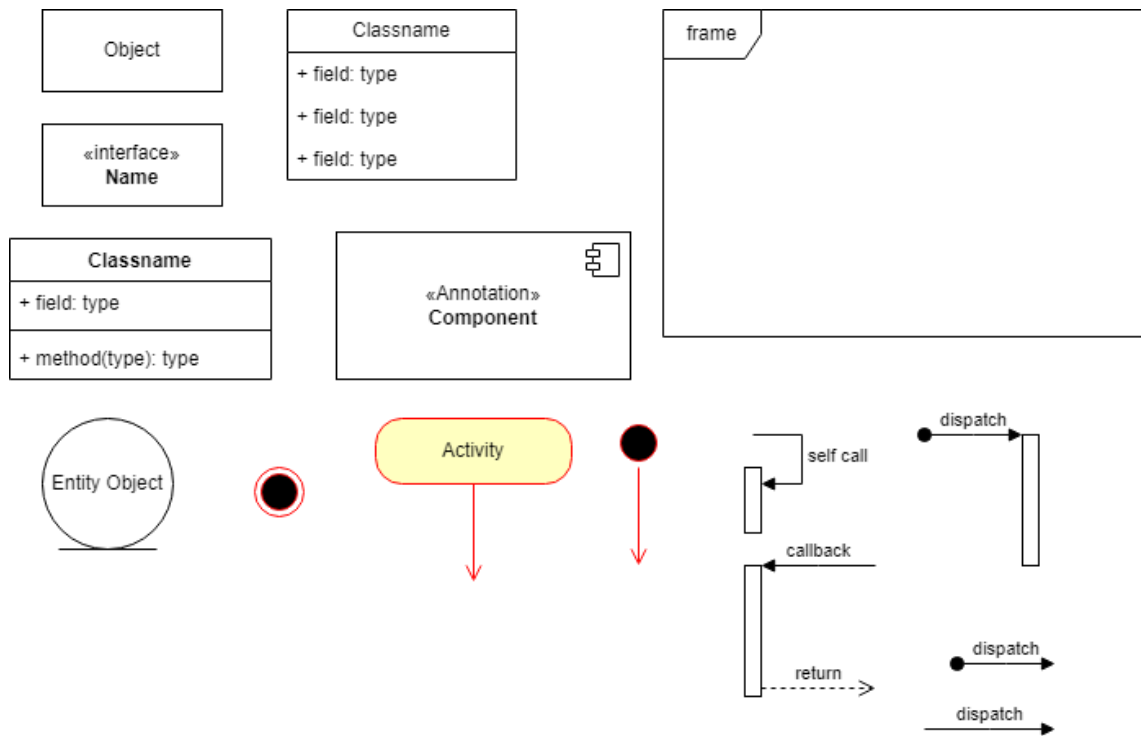 Object
Classname
+ field: type
+ field: type
+ field: type
frame
«interface»
Name
Classname
+ field: type
+ method(type): type
«Annotation»
Component
Entity Object
Activity
self call
dispatch
callback
return
dispatch
dispatch